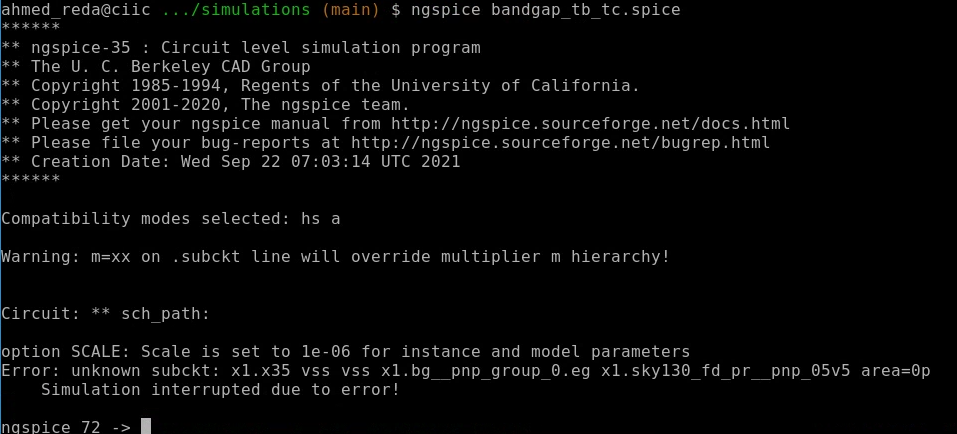 ahmed_reda@ciic .../simulations (main) $ ngspice bandgap_tb_tc.spice
******
** ngspice-35 : Circuit level simulation program
** The U. C. Berkeley CAD Group
** Copyright 1985-1994, Regents of the University of California.
** Copyright 2001-2020, The ngspice team.
** Please get your ngspice manual from http://ngspice.sourceforge.net/docs.html
** Please file your bug-reports at http://ngspice.sourceforge.net/bugrep.html
** Creation Date: Wed Sep 22 07:03:14 UTC 2021
******
Compatibility modes selected: hs a
Warning: m=xx on .subckt line will override multiplier m hierarchy!
Circuit: ** sch_path:
option SCALE: Scale is set to 1e-06 for instance and model parameters
Error: unknown subckt: x1.x35 vss vss x1.bg__pnp_group_0.eg x1.sky130_fd_pr__pnp_05v5 area=0p
Simulation interrupted due to error!
ngspice 72 ->